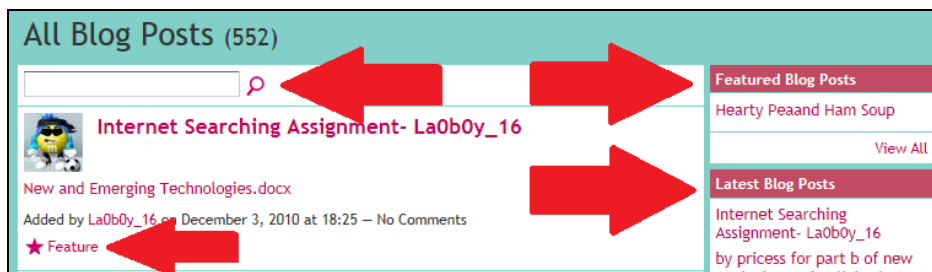 All Blog Posts (552)
Internet Searching Assignment- La0b0y_16
New and Emerging Technologies.docx
Added by La0b0y_16 on December 3, 2010 at 18:25 — No Comments
Feature
Featured Blog Posts
Hearty Peaand Ham Soup
View All
Latest Blog Posts
Internet Searching
Assignment- La0b0y_16
by pricess for part b of new